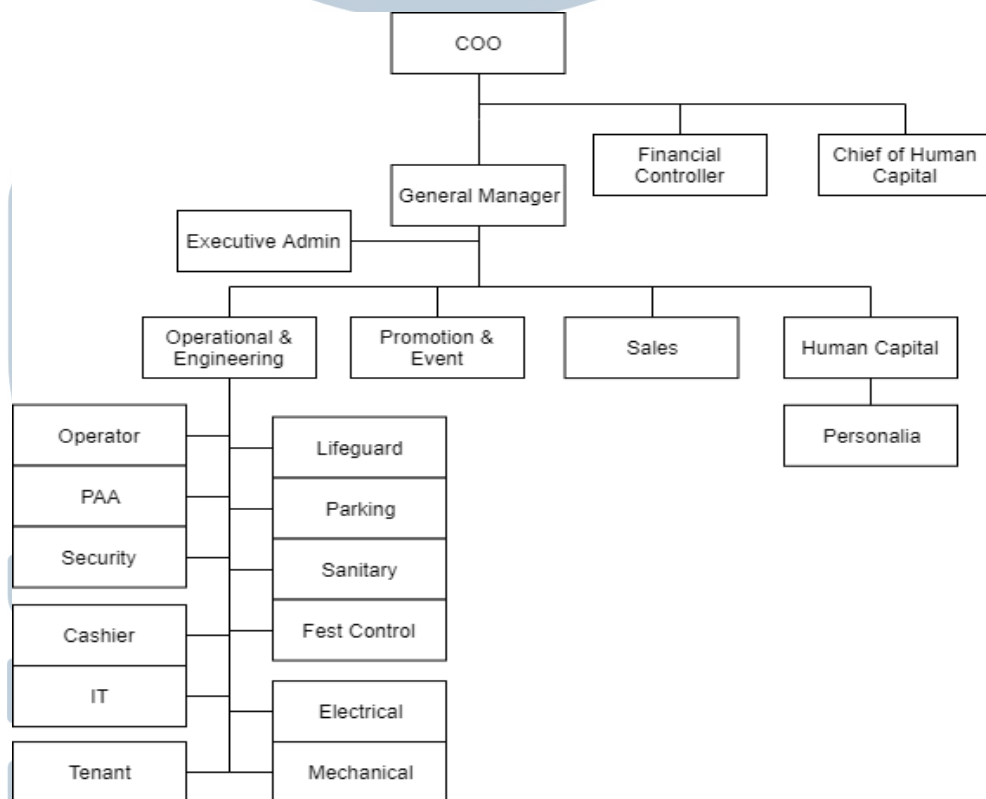 COO
Financial
Controller
Chief of Human
Capital
General Manager
Executive Admin
Operational &
Engineering
Promotion &
Event
Sales
Human Capital
Personalia
Operator
PAA
Security
Cashier
IT
Tenant
Lifeguard
Parking
Sanitary
Fest Control
Electrical
Mechanical